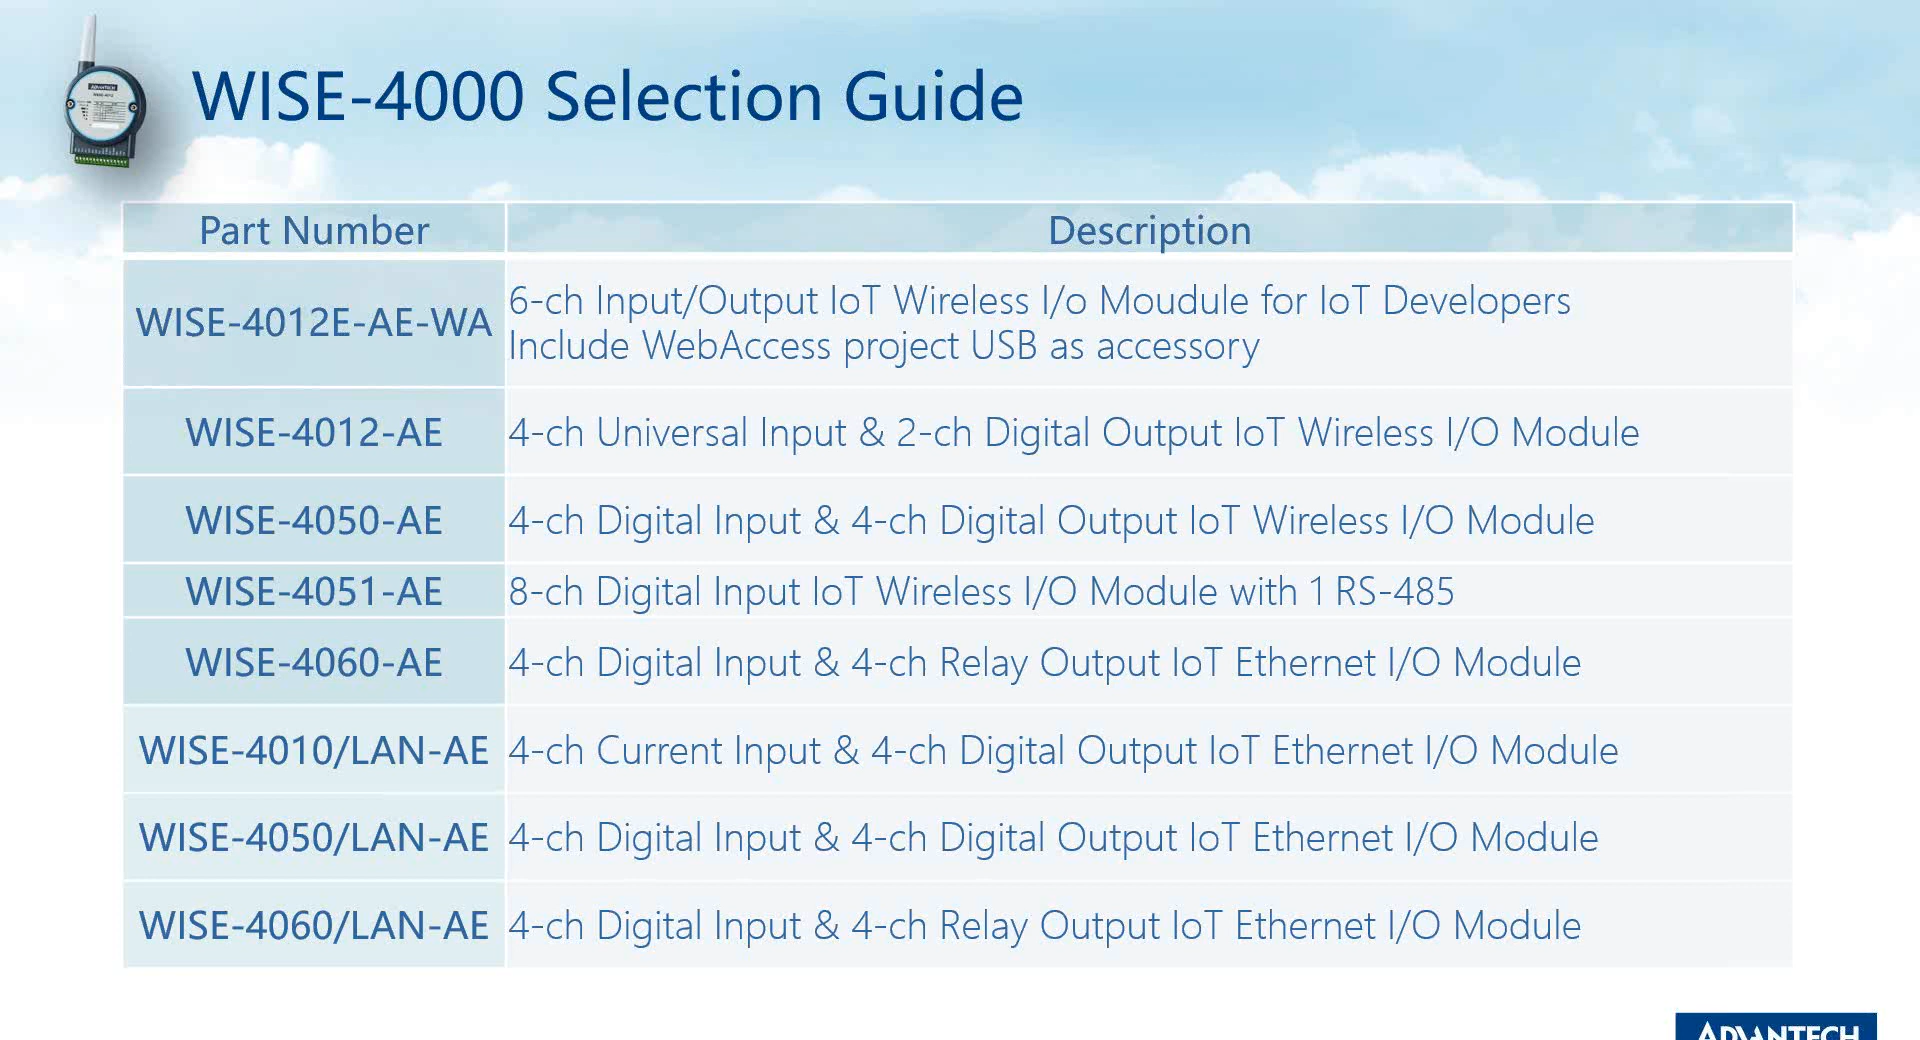 WISE-4000 Selection Guide
Part Number
Description
WISE-4012E-AE-WA
6-ch Input/Output IoT Wireless I/o Moudule for IoT Developers
Include WebAccess project USB as accessory
WISE-4012-AE
4-ch Universal Input & 2-ch Digital Output IoT Wireless I/O Module
WISE-4050-AE
4-ch Digital Input & 4-ch Digital Output IoT Wireless I/O Module
WISE-4051-AE
8-ch Digital Input IoT Wireless I/O Module with 1 RS-485
WISE-4060-AE
4-ch Digital Input & 4-ch Relay Output IoT Ethernet I/O Module
WISE-4010/LAN-AE
4-ch Current Input & 4-ch Digital Output IoT Ethernet I/O Module
WISE-4050/LAN-AE
4-ch Digital Input & 4-ch Digital Output IoT Ethernet I/O Module
WISE-4060/LAN-AE
4-ch Digital Input & 4-ch Relay Output IoT Ethernet I/O Module
ADVANTECH